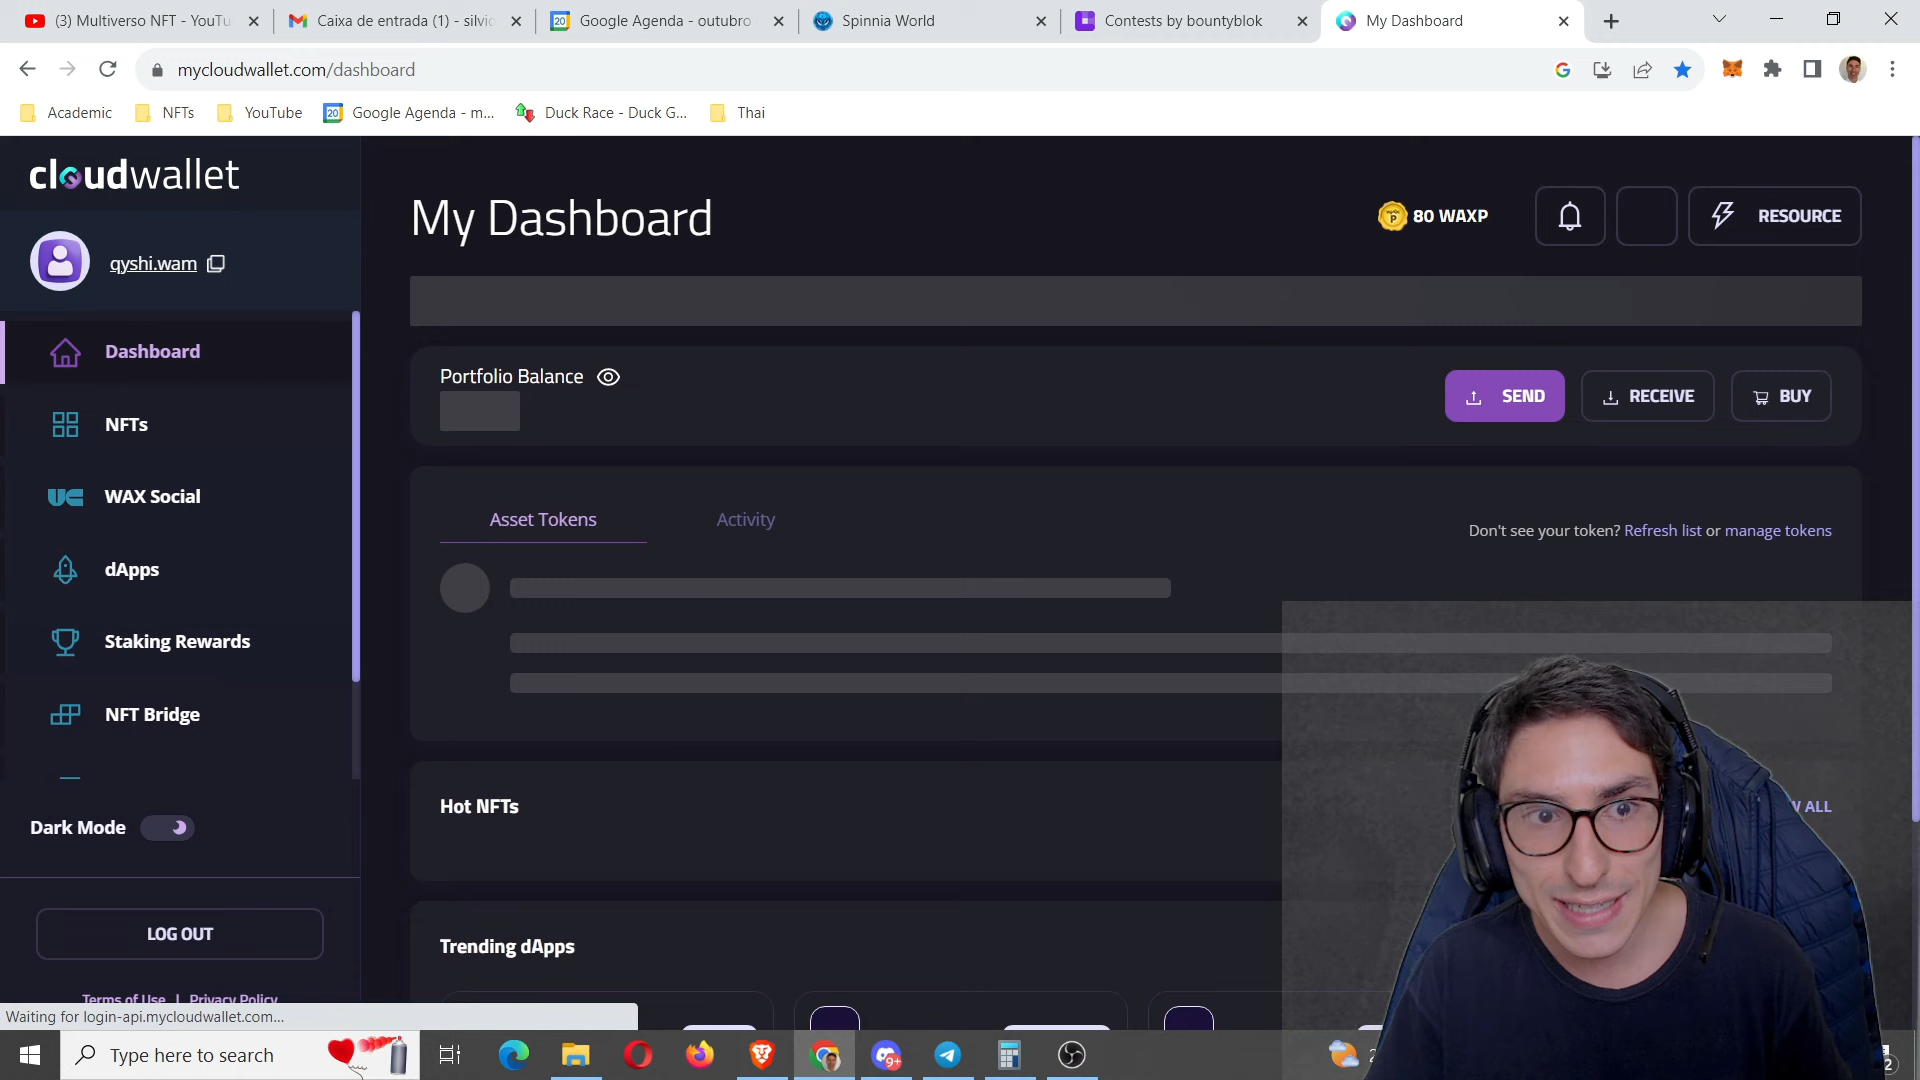 (3) Multiverso NFT - YouTu
Caixa de entrada (1) - silvic
Google Agenda - outubro
Spinnia World
Contests by bountyblok
My Dashboard
mycloudwallet.com/dashboard
Academic
NFTs
YouTube
Google Agenda - m...
Duck Race - Duck G...
Thai
cloudwallet
My Dashboard
80 WAXP
RESOURCE
qyshi.wam
Dashboard
NFTs
WAX Social
dApps
Staking Rewards
NFT Bridge
Dark Mode
LOG OUT
Terms of Use | Privacy Policy
Portfolio Balance
SEND
RECEIVE
BUY
Asset Tokens
Activity
Don't see your token? Refresh list or manage tokens
Hot NFTs
ALL
Trending dApps
Waiting for login-api.mycloudwallet.com...
Type here to search
9+
2